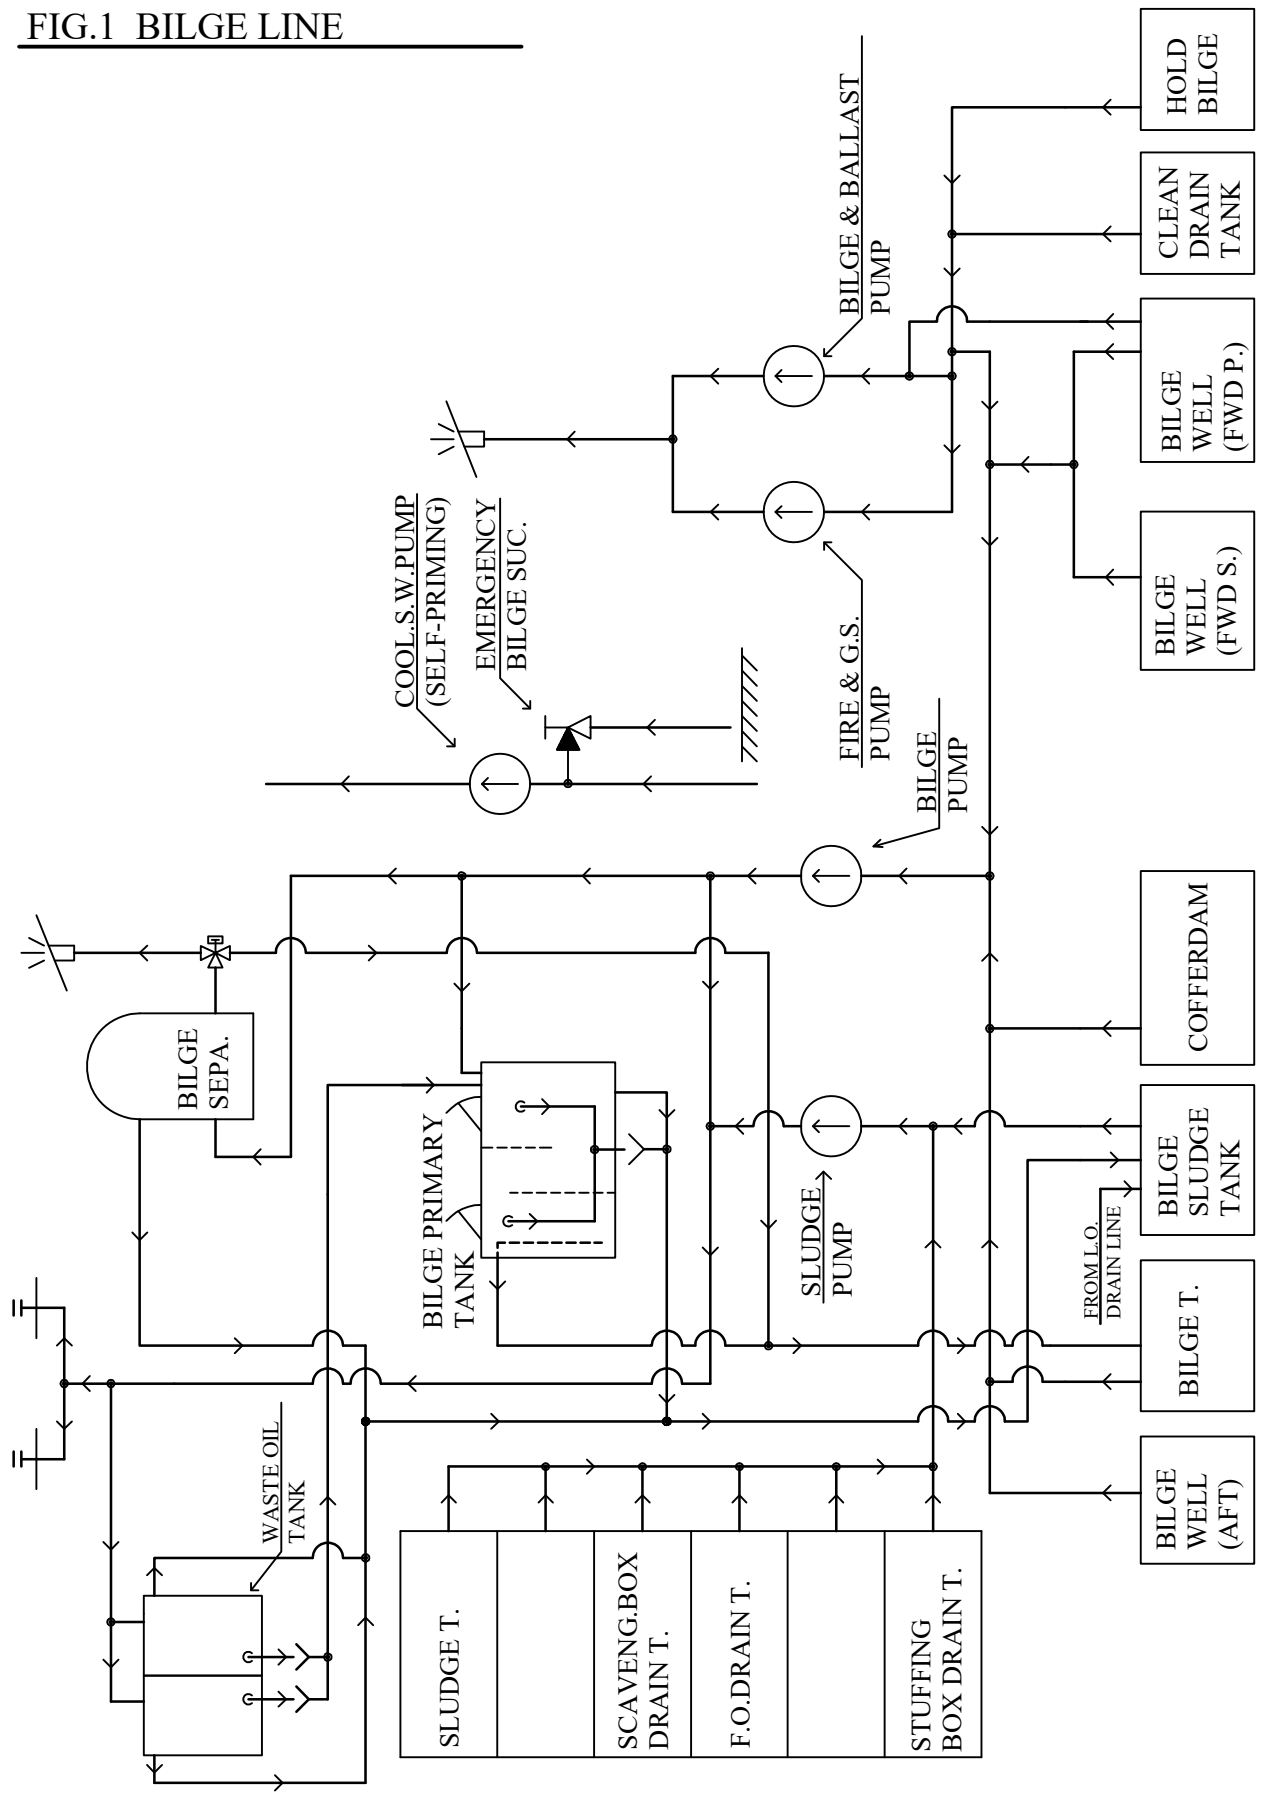 FIG.1 BILGE LINE
HOLD
BILGE
CLEAN
DRAIN
TANK
BILGE & BALLAST
PUMP
BILGE
WELL
(FWD P.)
BILGE
WELL
(FWD S.)
COOL.S.W.PUMP
(SELF-PRIMING)
EMERGENCY
BILGE SUC.
FIRE & G.S.
PUMP
BILGE
PUMP
COFFERDAM
BILGE
SEPA.
BILGE PRIMARY
TANK
SLUDGE
PUMP
BILGE
SLUDGE
TANK
FROM L.O.
DRAIN LINE
BILGE T.
WASTE OIL
TANK
BILGE
WELL
(AFT)
SLUDGE T.
SCAVENG.BOX
DRAIN T.
F.O.DRAIN T.
STUFFING
BOX DRAIN T.